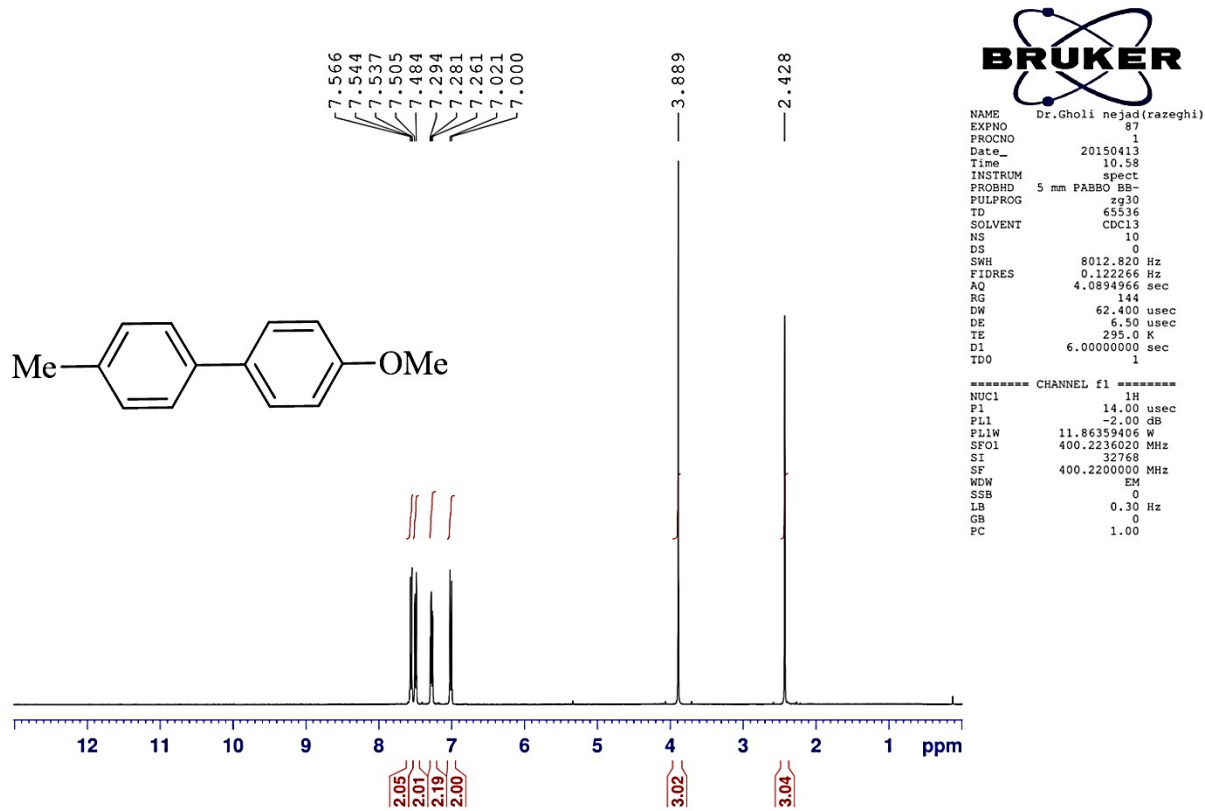 7.566
7.544
7.537
7.505
7.484
7.294
7.281
7.261
7.021
7.000
3.889
2.428
BRUKER
NAME Dr.Gholi nejad(razeghi)
EXPNO 87
PROCNO 1
Date_ 20150413
Time 10.58
INSTRUM spect
PROBHD 5 mm PABBO BB-
PULPROG zg30
TD 65536
SOLVENT CDCl3
NS 10
DS 0
SWH 8012.820 Hz
FIDRES 0.122266 Hz
AQ 4.0894966 sec
RG 144
DW 62.400 usec
DE 6.50 usec
TE 295.0 K
D1 6.00000000 sec
TD0 1
======== CHANNEL f1 ========
NUC1 1H
P1 14.00 usec
PL1 -2.00 dB
PL1W 11.86359406 W
SFO1 400.2236020 MHz
SI 32768
SF 400.2200000 MHz
WDW EM
SSB 0
LB 0.30 Hz
GB 0
PC 1.00
Me OMe
12 11 10 9 8 7 6 5 4 3 2 1 ppm
2.05
2.01
2.19
2.00
3.02
3.04